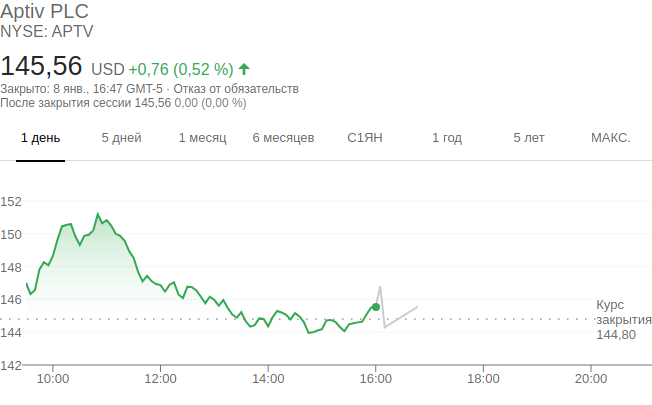 Aptiv PLC
NYSE: APTV
145,56 USD +0,76 (0,52 %)
Закрыто: 8 янв., 16:47 GMT-5 · Отказ от обязательств
После закрытия сессии 145,56 0,00 (0,00 %)
1 день 5 дней 1 месяц 6 месяцев С1ЯН 1 год 5 лет МАКС.
152
150
148
146
Курс
закрытия
144,80
144
142
10:00 12:00 14:00 16:00 18:00 20:00